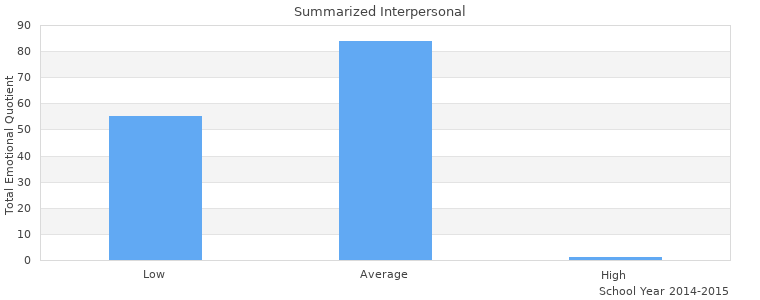 Summarized Interpersonal
Total Emotional Quotient
90
80
70
60
50
40
30
20
10
0
Low
Average
High
School Year 2014-2015